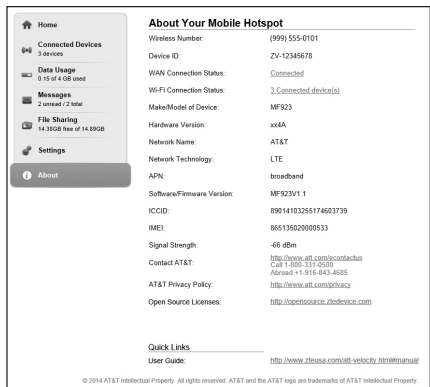 Home
Connected Devices
3 devices
Data Usage
0.15 of 4 GB used
Messages
2 unread / 2 total
File Sharing
14.38GB free of 14.89GB
Settings
About
About Your Mobile Hotspot
Wireless Number: (999) 555-0101
Device ID: ZV-12345678
WAN Connection Status: Connected
Wi-Fi Connection Status: 3 Connected device(s)
Make/Model of Device: MF923
Hardware Version: xx4A
Network Name: AT&T
Network Technology: LTE
APN: broadband
Software/Firmware Version: MF923V1.1
ICCID: 89014103255174603739
IMEI: 865135020000533
Signal Strength: -66 dBm
Contact AT&T: http://www.att.com/econtactus
Call 1-800-331-0500
Abroad +1-916-843-4685
AT&T Privacy Policy: http://www.att.com/privacy
Open Source Licenses: http://opensource.ztedevice.com
Quick Links
User Guide: http://www.zteusa.com/att-velocity.html#manual
© 2014 AT&T Intellectual Property. All rights reserved. AT&T and the AT&T logo are trademarks of AT&T Intellectual Property.